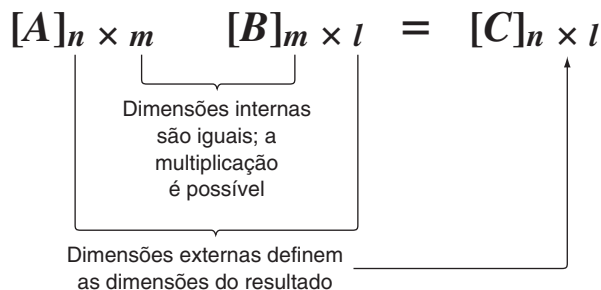 [A]n × m [B]m × l = [C]n × l
Dimensões internas
são iguais; a
multiplicação
é possível
Dimensões externas definem
as dimensões do resultado